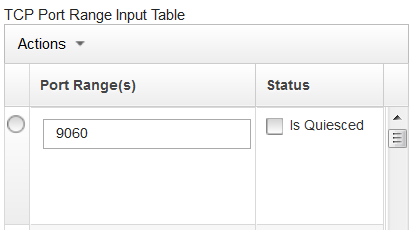 TCP Port Range Input Table
Actions
Port Range(s) Status
9060 Is Quiesced